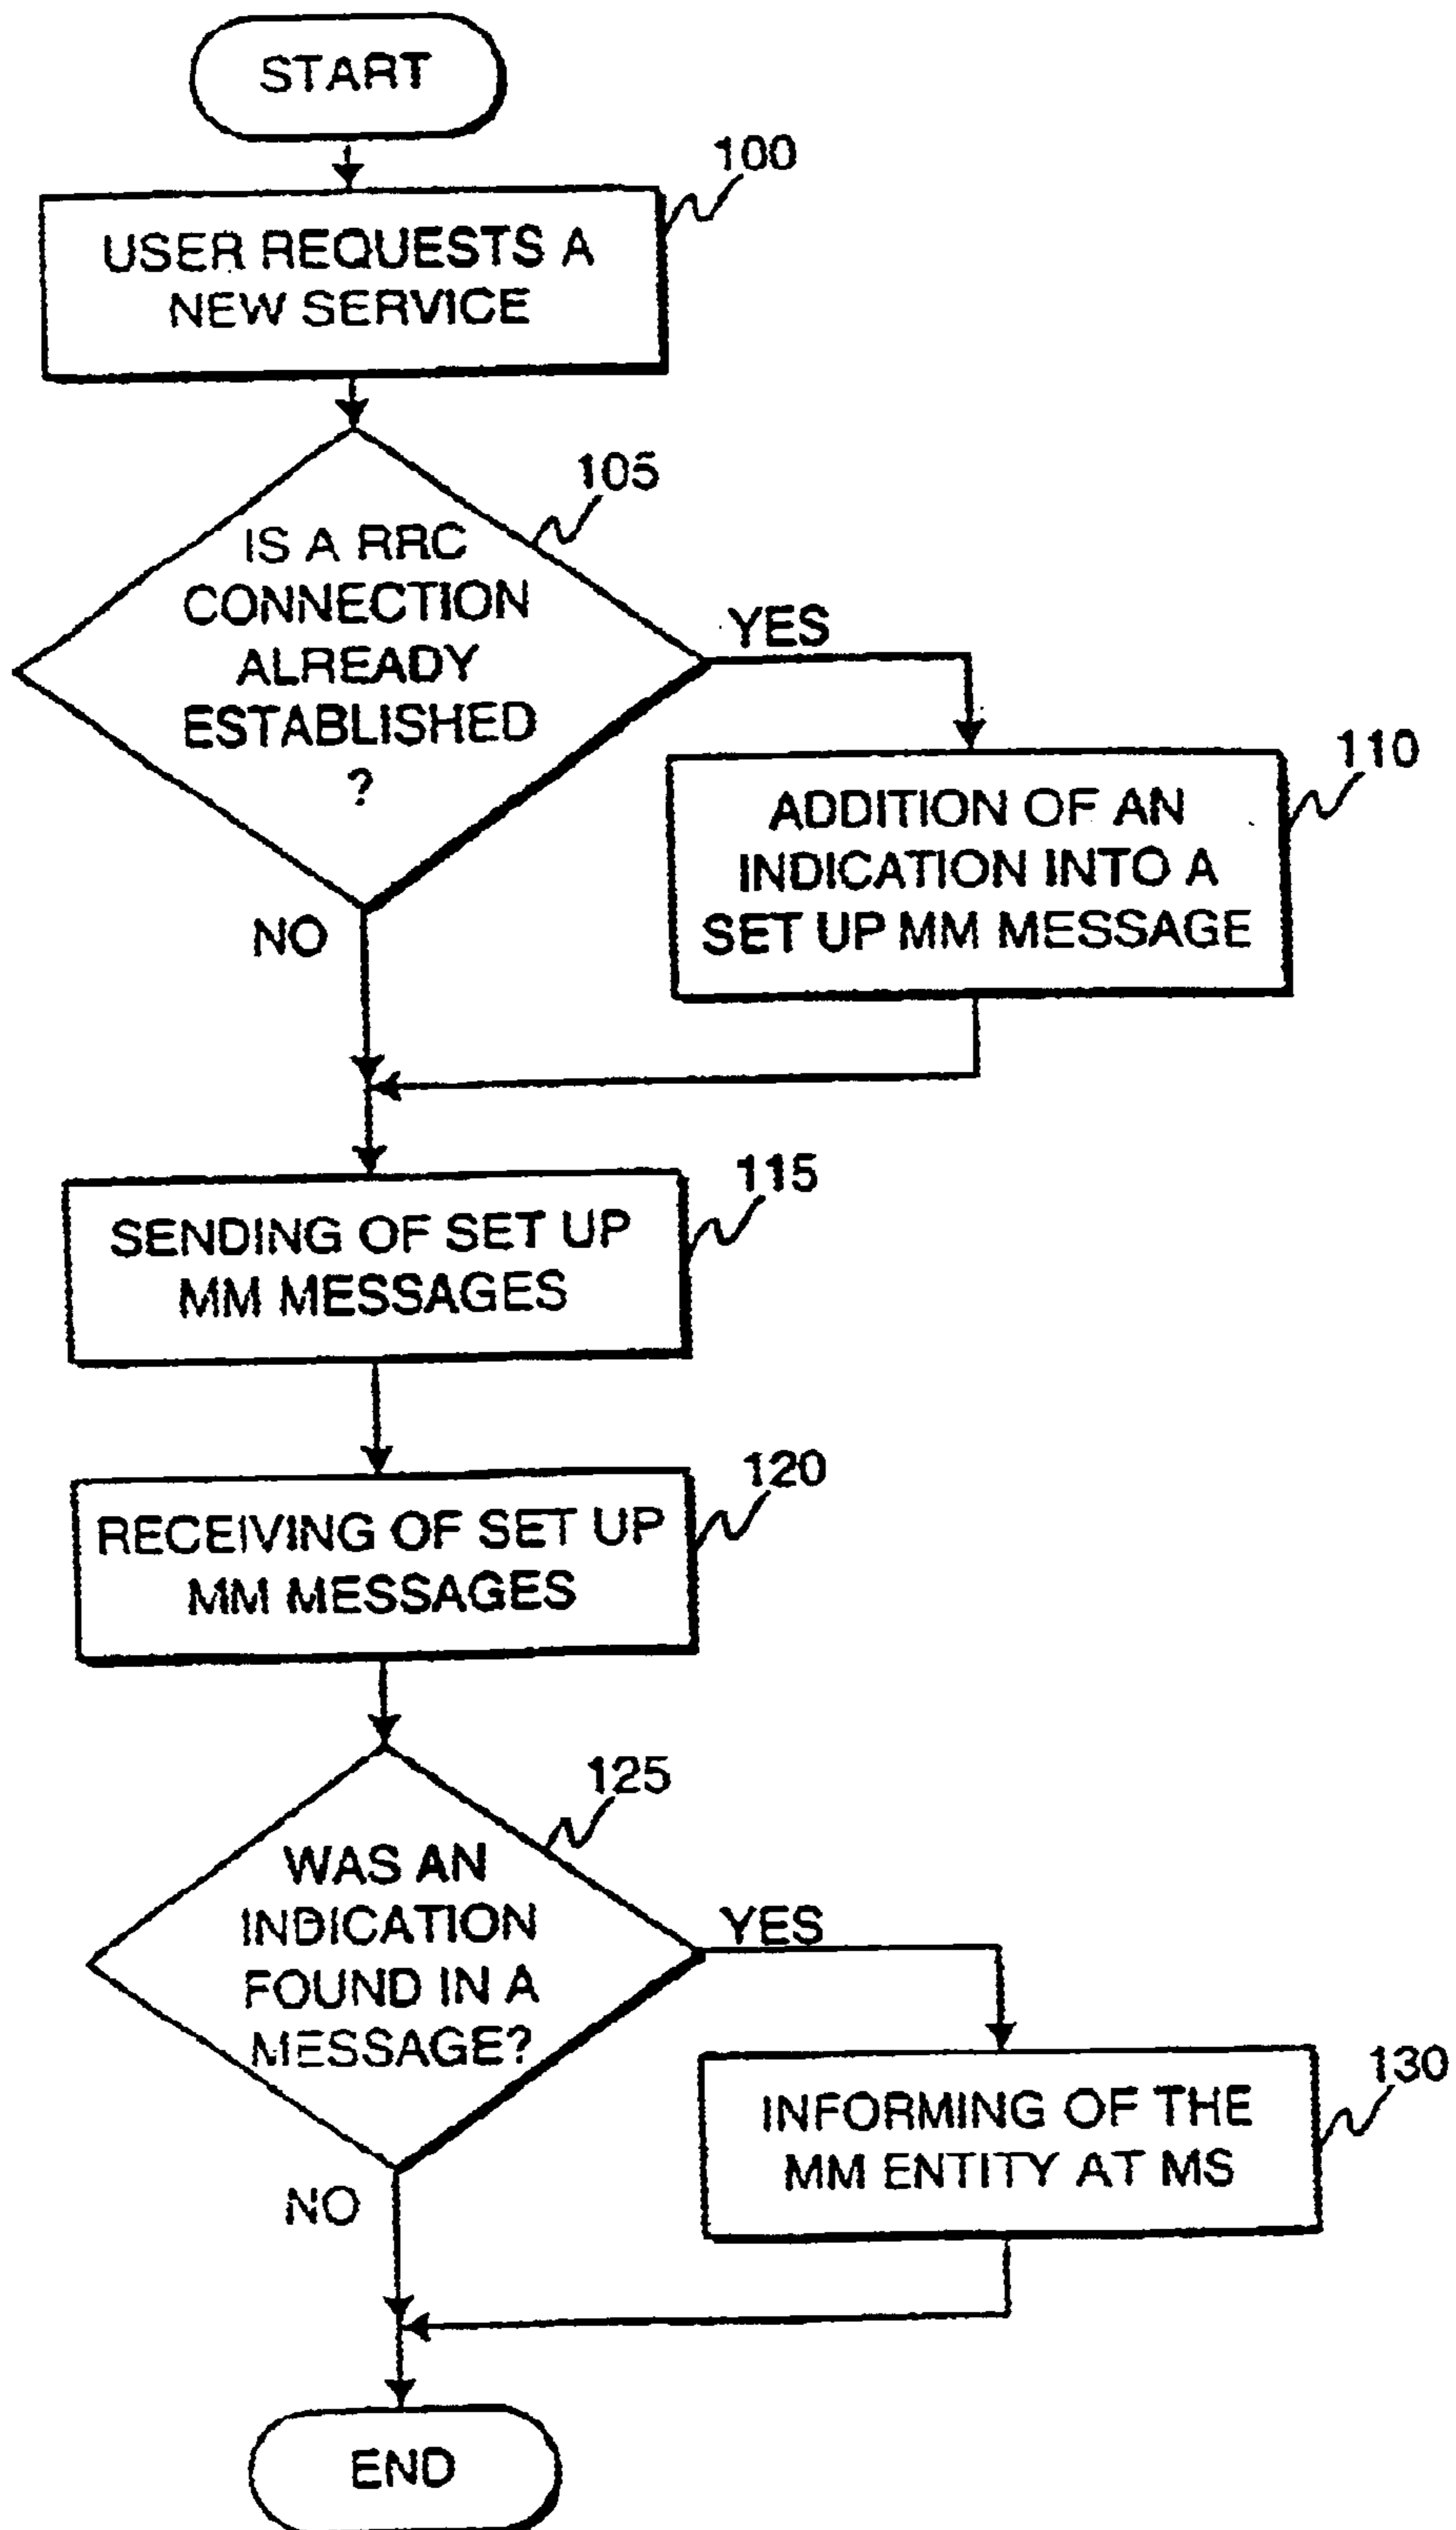 START
100
USER REQUESTS A
NEW SERVICE
105
IS A RRC
CONNECTION
ALREADY
ESTABLISHED
?
YES
NO
110
ADDITION OF AN
INDICATION INTO A
SET UP MM MESSAGE
115
SENDING OF SET UP
MM MESSAGES
120
RECEIVING OF SET UP
MM MESSAGES
125
WAS AN
INDICATION
FOUND IN A
MESSAGE?
YES
NO
130
INFORMING OF THE
MM ENTITY AT MS
END